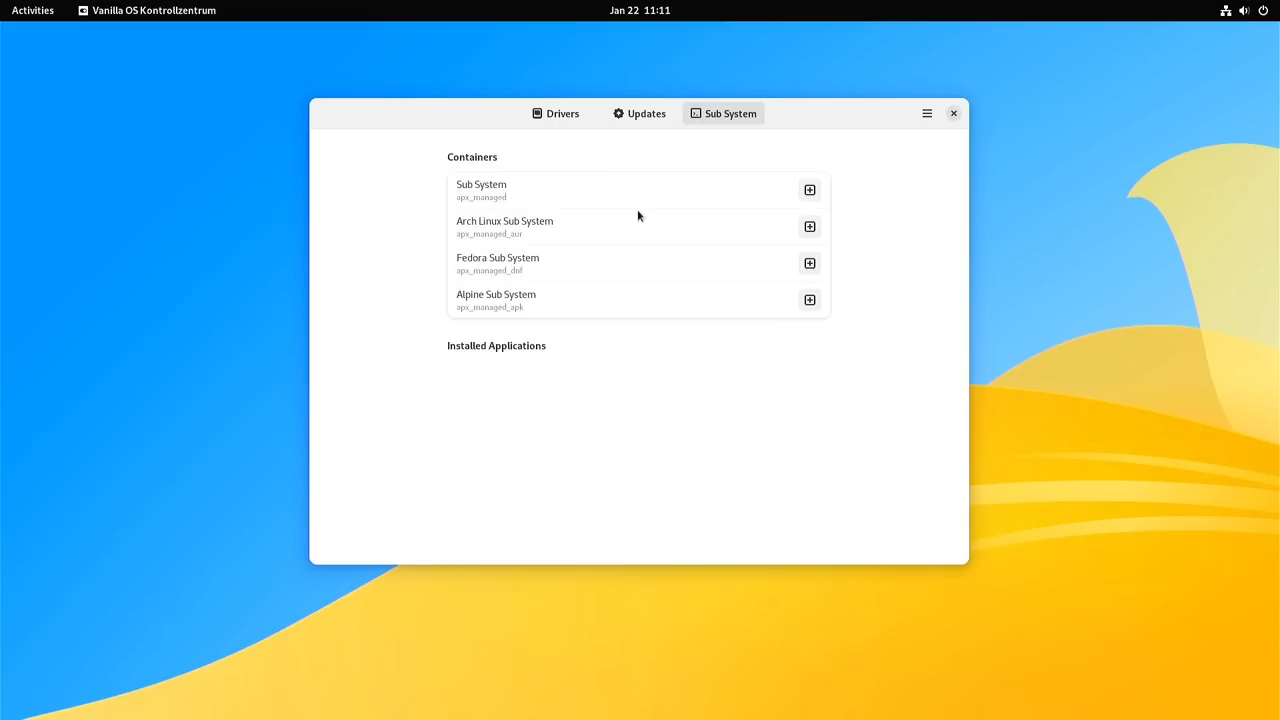 Activities
Vanilla OS Kontrollzentrum
Jan 22 11:11
Drivers
Updates
Sub System
Containers
Sub System
apx_managed
Arch Linux Sub System
apx_managed_aur
Fedora Sub System
apx_managed_dnf
Alpine Sub System
apx_managed_apk
Installed Applications